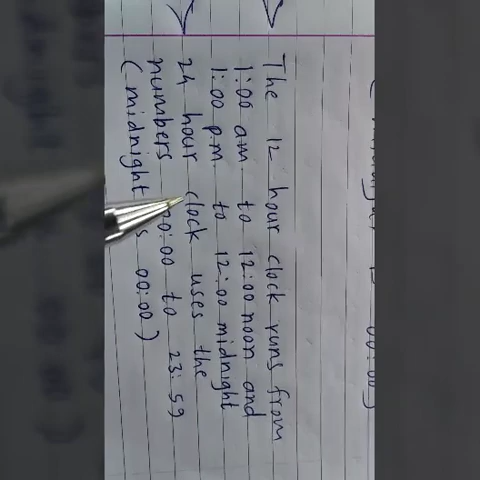 The 12 hour clock runs from
1:00 am. to 12:00 noon and
1:00 p.m. to 12:00 midnight
24 hour clock uses the
numbers 00:00 to 23:59
(midnight 00:00)